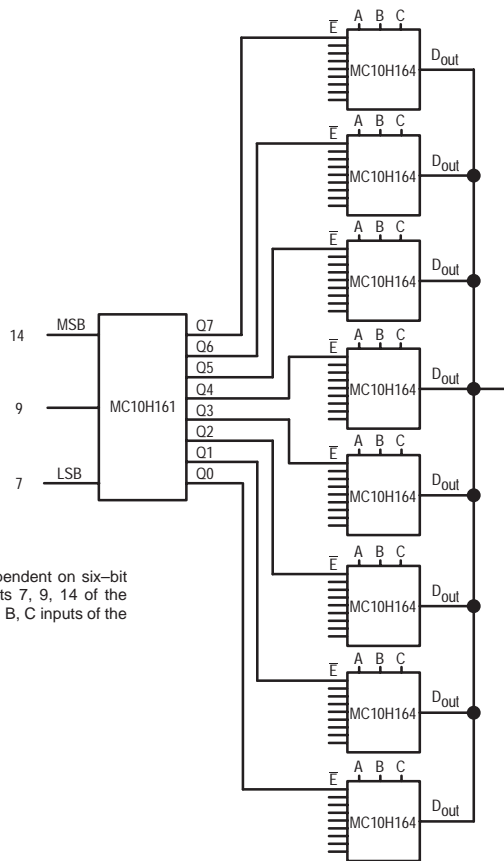 E A B C
MC10H164
Dout
E A B C
MC10H164
Dout
E A B C
MC10H164
Dout
14 MSB
9
7 LSB
MC10H161
Q7
Q6
Q5
Q4
Q3
Q2
Q1
Q0
E A B C
MC10H164
Dout
E A B C
MC10H164
Dout
pendent on six–bit
ts 7, 9, 14 of the
B, C inputs of the
E A B C
MC10H164
Dout
E A B C
MC10H164
Dout
E A B C
MC10H164
Dout